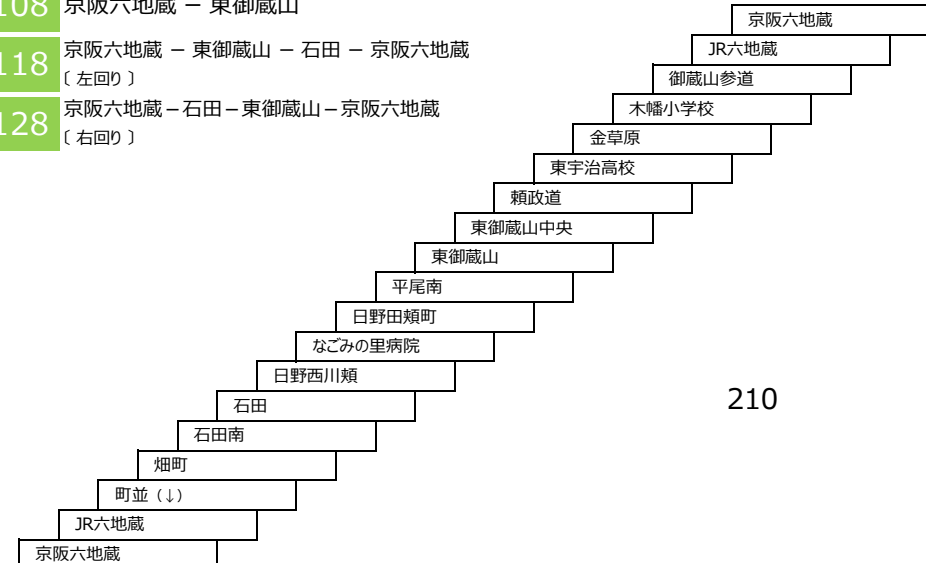 108 京阪六地蔵 − 東御蔵山
118 京阪六地蔵 − 東御蔵山 − 石田 − 京阪六地蔵
〔 左回り 〕
128 京阪六地蔵−石田−東御蔵山−京阪六地蔵
〔 右回り 〕
京阪六地蔵
JR六地蔵
御蔵山参道
木幡小学校
金草原
東宇治高校
頼政道
東御蔵山中央
東御蔵山
平尾南
日野田頬町
なごみの里病院
日野西川頬
石田
210
石田南
畑町
町並（↓）
JR六地蔵
京阪六地蔵